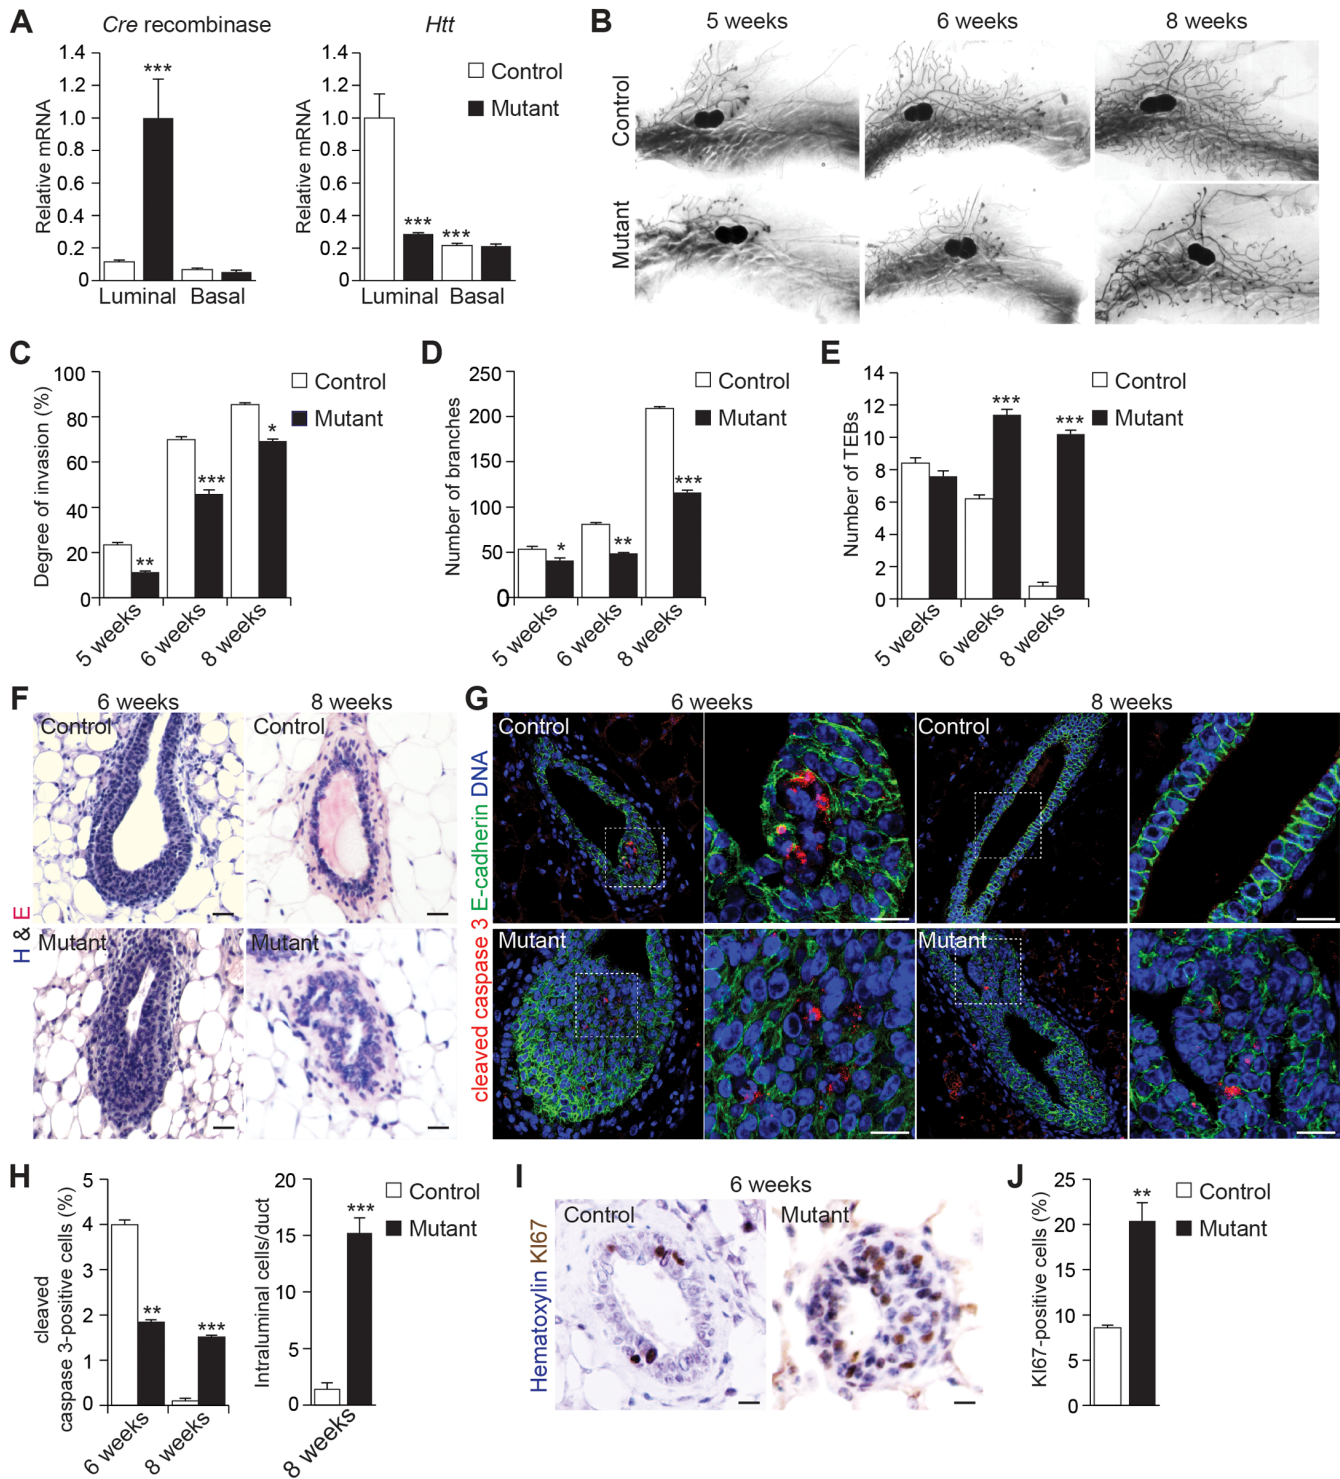 A
Cre recombinase
Htt
Relative mRNA
1.4
1.2
1.0
0.8
0.6
0.4
0.2
0
***
Luminal Basal
Relative mRNA
1.4
1.2
1.0
0.8
0.6
0.4
0.2
0
***
***
Luminal Basal
Control
Mutant
B
5 weeks
6 weeks
8 weeks
Control
Mutant
C
Degree of invasion (%)
100
80
60
40
20
0
**
***
*
5 weeks
6 weeks
8 weeks
Control
Mutant
D
Number of branches
250
200
150
100
50
0
*
**
***
5 weeks
6 weeks
8 weeks
Control
Mutant
E
Number of TEBs
14
12
10
8
6
4
2
0
***
***
5 weeks
6 weeks
8 weeks
Control
Mutant
F
6 weeks
8 weeks
H & E
Control
Control
Mutant
Mutant
G
6 weeks
8 weeks
cleaved caspase 3 E-cadherin DNA
Control
Control
Mutant
Mutant
H
cleaved
caspase 3-positive cells (%)
5
4
3
2
1
0
**
***
6 weeks
8 weeks
Intraluminal cells/duct
20
15
10
5
0
***
8 weeks
Control
Mutant
I
6 weeks
Hematoxylin KI67
Control
Mutant
J
KI67-positive cells (%)
25
20
15
10
5
0
**
Control
Mutant